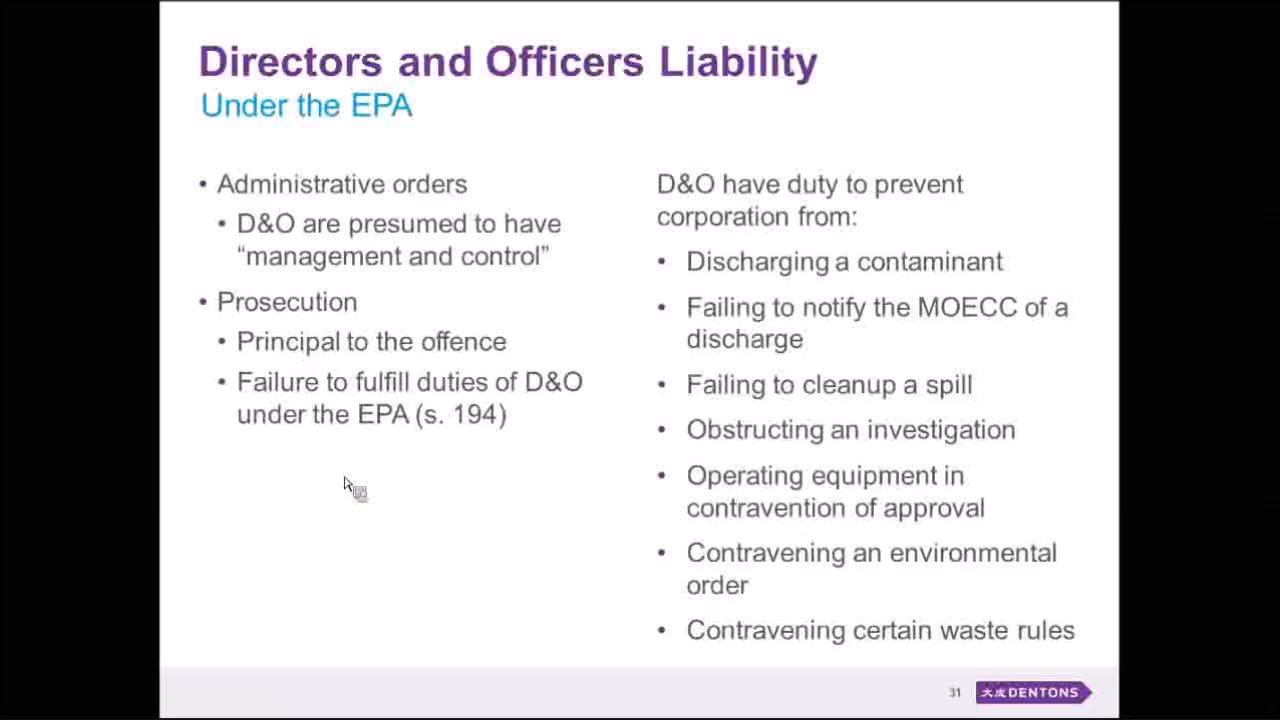 Directors and Officers Liability
Under the EPA
• Administrative orders
• D&O are presumed to have
“management and control”
• Prosecution
• Principal to the offence
• Failure to fulfill duties of D&O
under the EPA (s. 194)
D&O have duty to prevent
corporation from:
• Discharging a contaminant
• Failing to notify the MOECC of a
discharge
• Failing to cleanup a spill
• Obstructing an investigation
• Operating equipment in
contravention of approval
• Contravening an environmental
order
• Contravening certain waste rules
31
大成 DENTONS